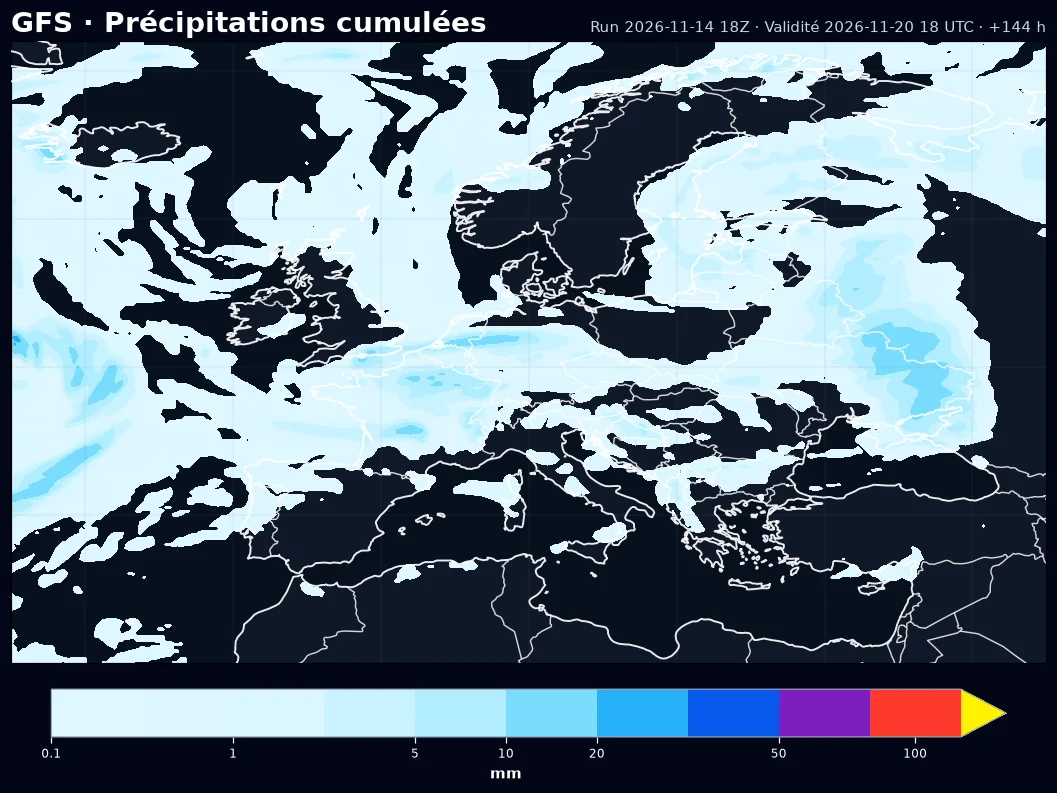 GFS · Précipitations cumulées
Run 2026-11-14 18Z · Validité 2026-11-20 18 UTC · +144 h
0.1 1 5 10 20 50 100
mm